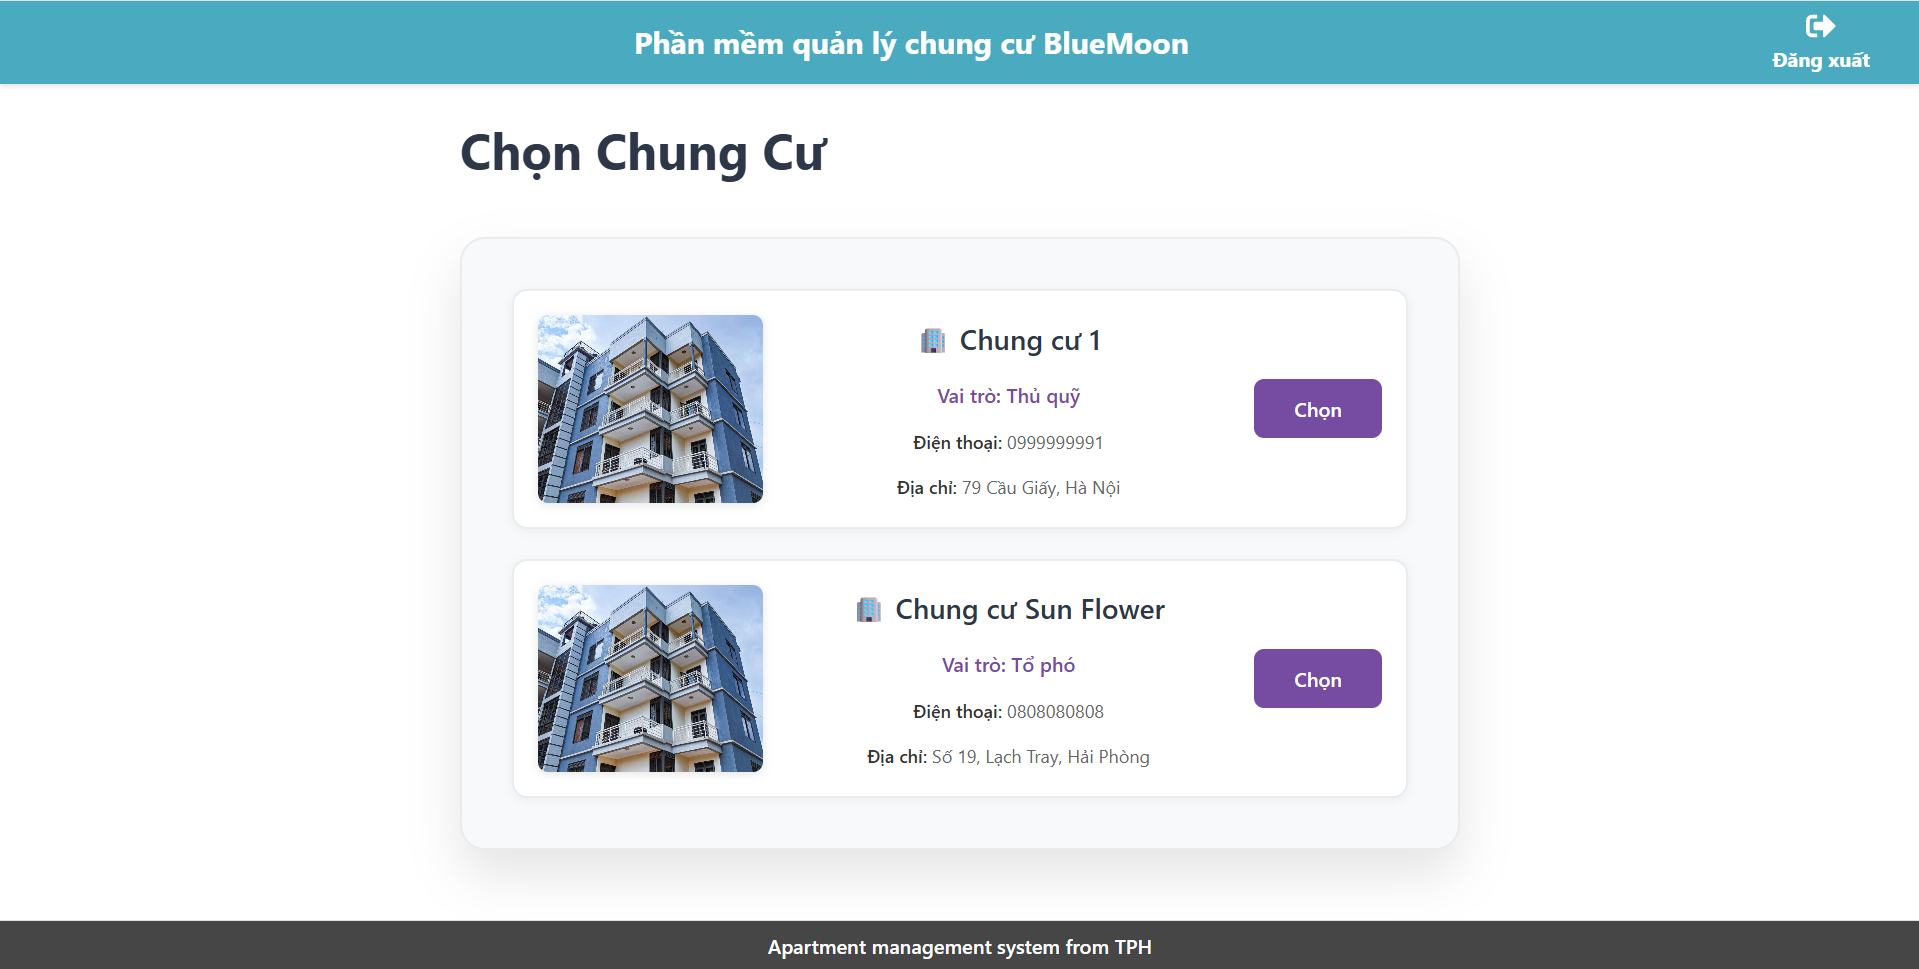 Phần mềm quản lý chung cư BlueMoon
Đăng xuất
Chọn Chung Cư
Chung cư 1
Vai trò: Thủ quỹ
Điện thoại: 0999999991
Địa chỉ: 79 Cầu Giấy, Hà Nội
Chọn
Chung cư Sun Flower
Vai trò: Tổ phó
Điện thoại: 0808080808
Địa chỉ: Số 19, Lạch Tray, Hải Phòng
Chọn
Apartment management system from TPH